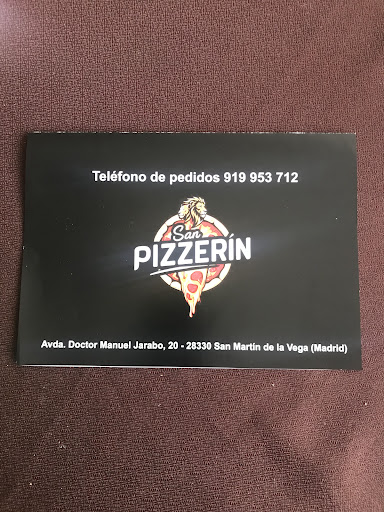 Teléfono de pedidos 919 953 712
San
PIZZERÍN
Avda. Doctor Manuel Jarabo, 20 - 28330 San Martín de la Vega (Madrid)